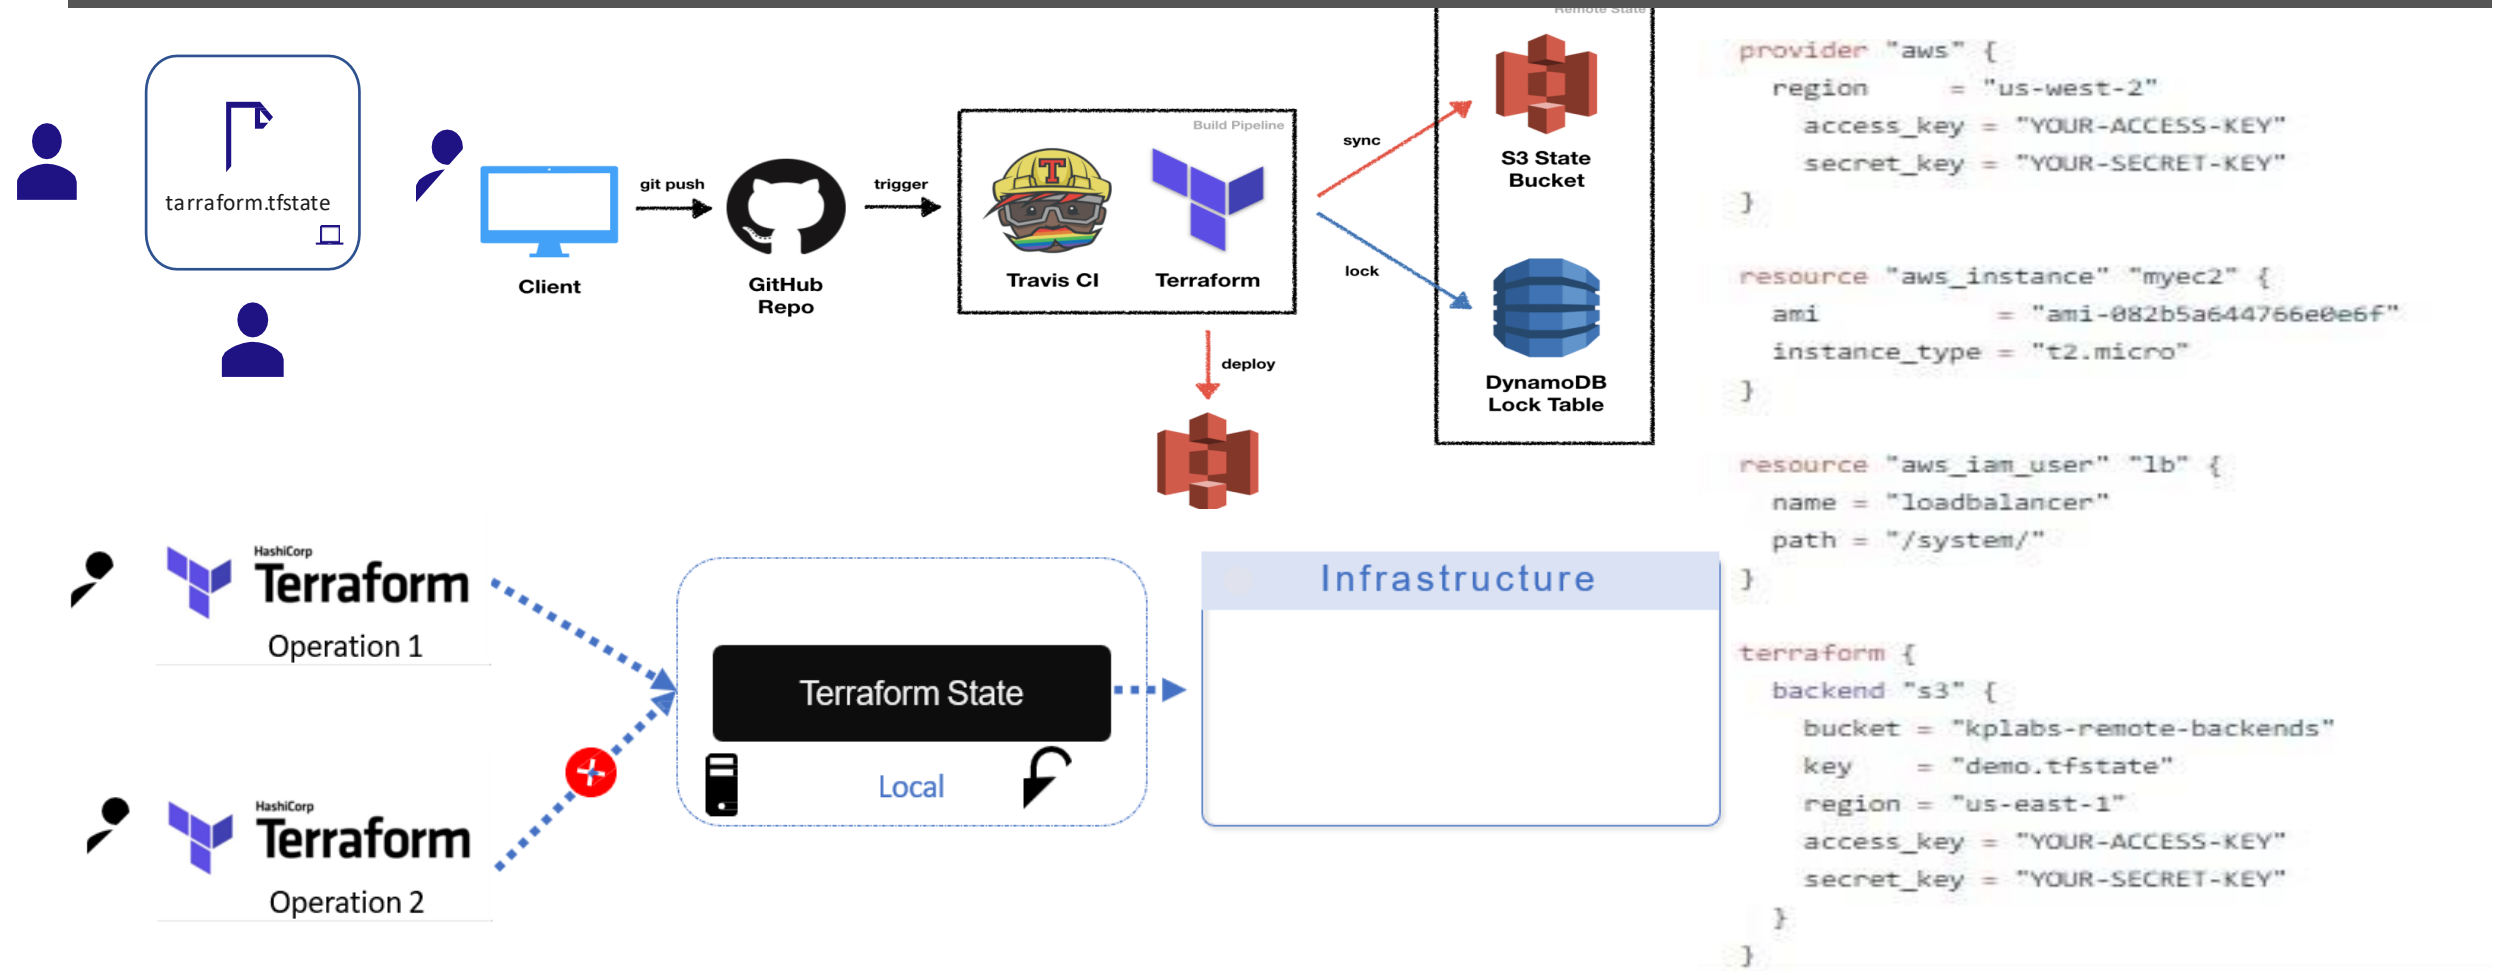 Remote State
tarraform.tfstate
Client
git push
GitHub
Repo
trigger
Build Pipeline
T
Travis CI
Terraform
sync
lock
deploy
S3 State
Bucket
DynamoDB
Lock Table
HashiCorp
Terraform
Operation 1
HashiCorp
Terraform
Operation 2
Terraform State
Local
Infrastructure
provider "aws" {
region = "us-west-2"
access_key = "YOUR-ACCESS-KEY"
secret_key = "YOUR-SECRET-KEY"
}
resource "aws_instance" "myec2" {
ami = "ami-082b5a644766e0e6f"
instance_type = "t2.micro"
}
resource "aws_iam_user" "lb" {
name = "loadbalancer"
path = "/system/"
}
terraform {
backend "s3" {
bucket = "kplabs-remote-backends"
key = "demo.tfstate"
region = "us-east-1"
access_key = "YOUR-ACCESS-KEY"
secret_key = "YOUR-SECRET-KEY"
}
}